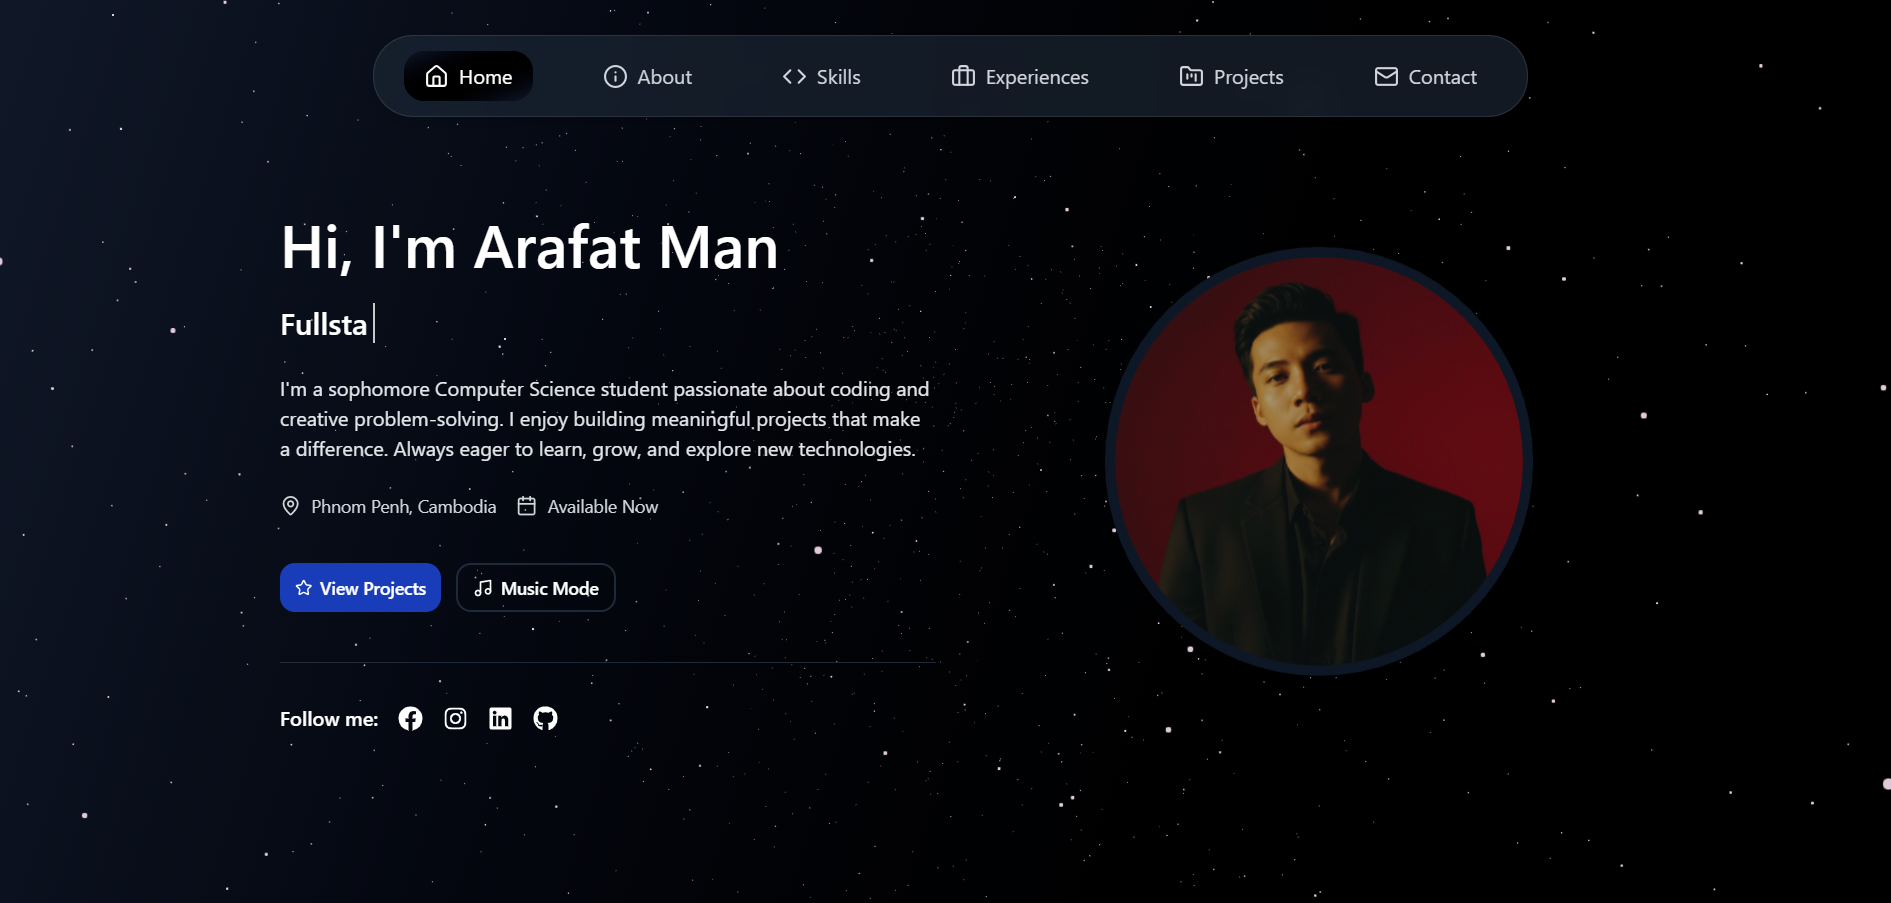 Home About Skills Experiences Projects Contact
Hi, I'm Arafat Man
Fullsta
I'm a sophomore Computer Science student passionate about coding and
creative problem-solving. I enjoy building meaningful projects that make
a difference. Always eager to learn, grow, and explore new technologies.
Phnom Penh, Cambodia Available Now
View Projects Music Mode
Follow me: